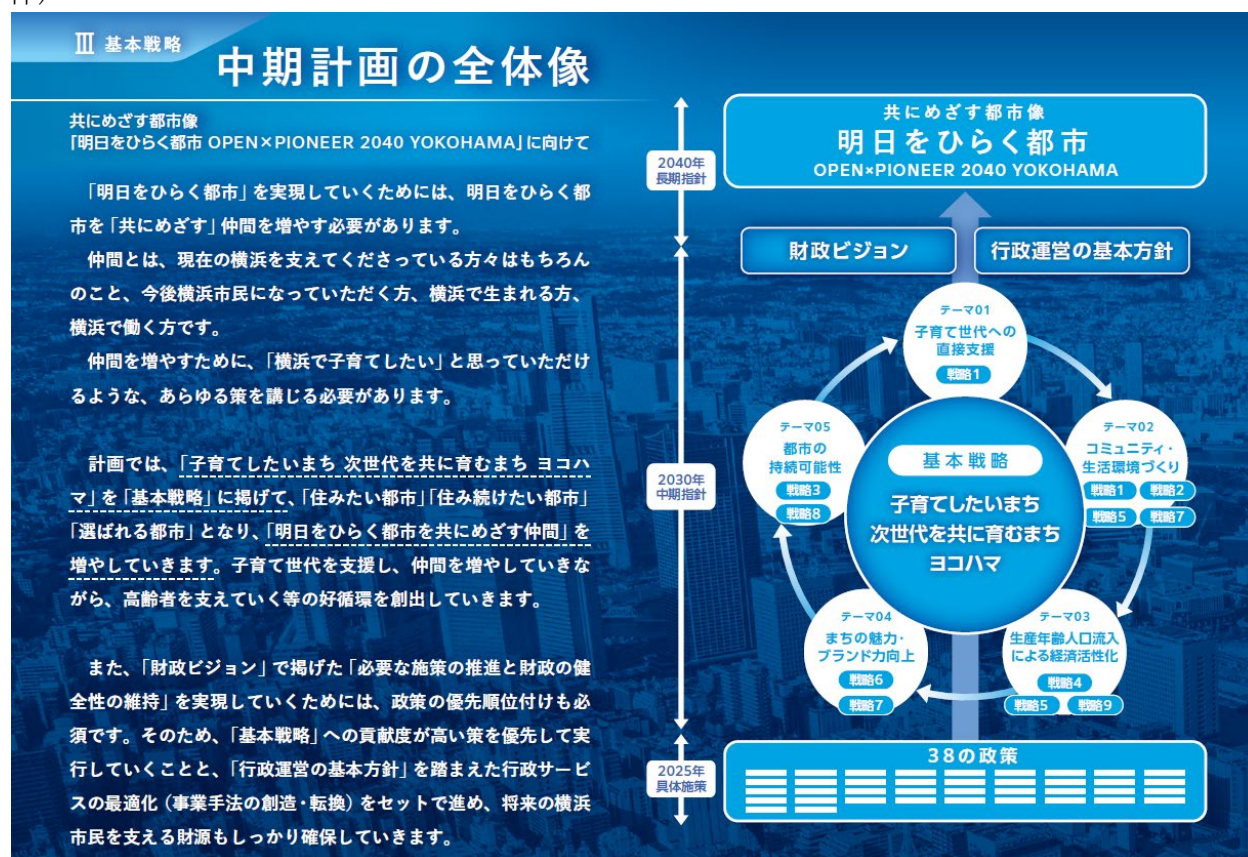 Ⅲ 基本戦略
中期計画の全体像
共にめざす都市像
「明日をひらく都市 OPEN×PIONEER 2040 YOKOHAMA」に向けて
「明日をひらく都市」を実現していくためには、明日をひらく都
市を「共にめざす」仲間を増やす必要があります。
仲間とは、現在の横浜を支えてくださっている方々はもちろん
のこと、今後横浜市民になっていただく方、横浜で生まれる方、
横浜で働く方です。
仲間を増やすために、「横浜で子育てしたい」と思っていただけ
るような、あらゆる策を講じる必要があります。
計画では、「子育てしたいまち 次世代を共に育むまち ヨコハ
マ」を「基本戦略」に掲げて、「住みたい都市」「住み続けたい都市」
「選ばれる都市」となり、「明日をひらく都市を共にめざす仲間」を
増やしていきます。子育て世代を支援し、仲間を増やしていきな
がら、高齢者を支えていく等の好循環を創出していきます。
また、「財政ビジョン」で掲げた「必要な施策の推進と財政の健
全性の維持」を実現していくためには、政策の優先順位付けも必
須です。そのため、「基本戦略」への貢献度が高い策を優先して実
行していくことと、「行政運営の基本方針」を踏まえた行政サービ
スの最適化（事業手法の創造・転換）をセットで進め、将来の横浜
市民を支える財源もしっかり確保していきます。
2040年
長期指針
2030年
中期指針
2025年
具体施策
共にめざす都市像
明日をひらく都市
OPEN×PIONEER 2040 YOKOHAMA
財政ビジョン
行政運営の基本方針
テーマ01
子育て世代への
直接支援
戦略1
テーマ02
コミュニティ・
生活環境づくり
戦略1 戦略2
戦略5 戦略7
テーマ03
生産年齢人口流入
による経済活性化
戦略4
戦略5 戦略9
テーマ04
まちの魅力・
ブランド力向上
戦略6
戦略7
テーマ05
都市の
持続可能性
戦略3
戦略8
基本戦略
子育てしたいまち
次世代を共に育むまち
ヨコハマ
38の政策